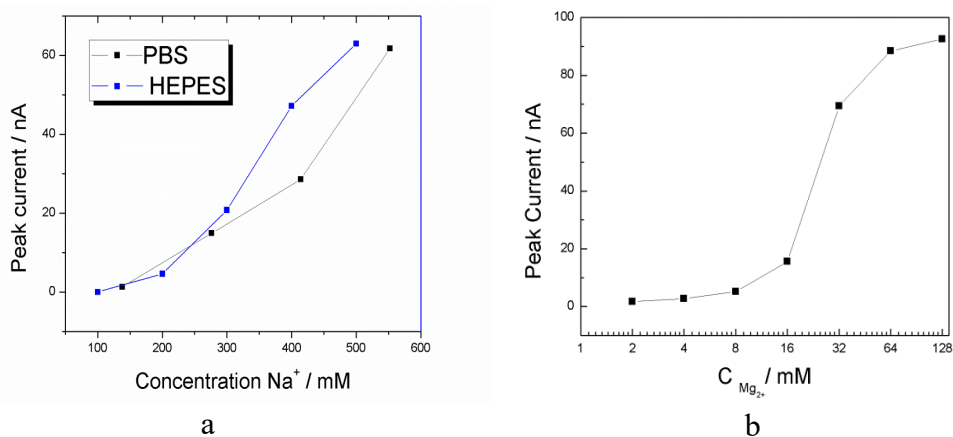 PBS
HEPES
Peak current / nA
60
40
20
0
100 200 300 400 500 600
Concentration Na⁺ / mM
a
Peak Current / nA
100
80
60
40
20
0
1 2 4 8 16 32 64 128
C Mg₂₊ / mM
b